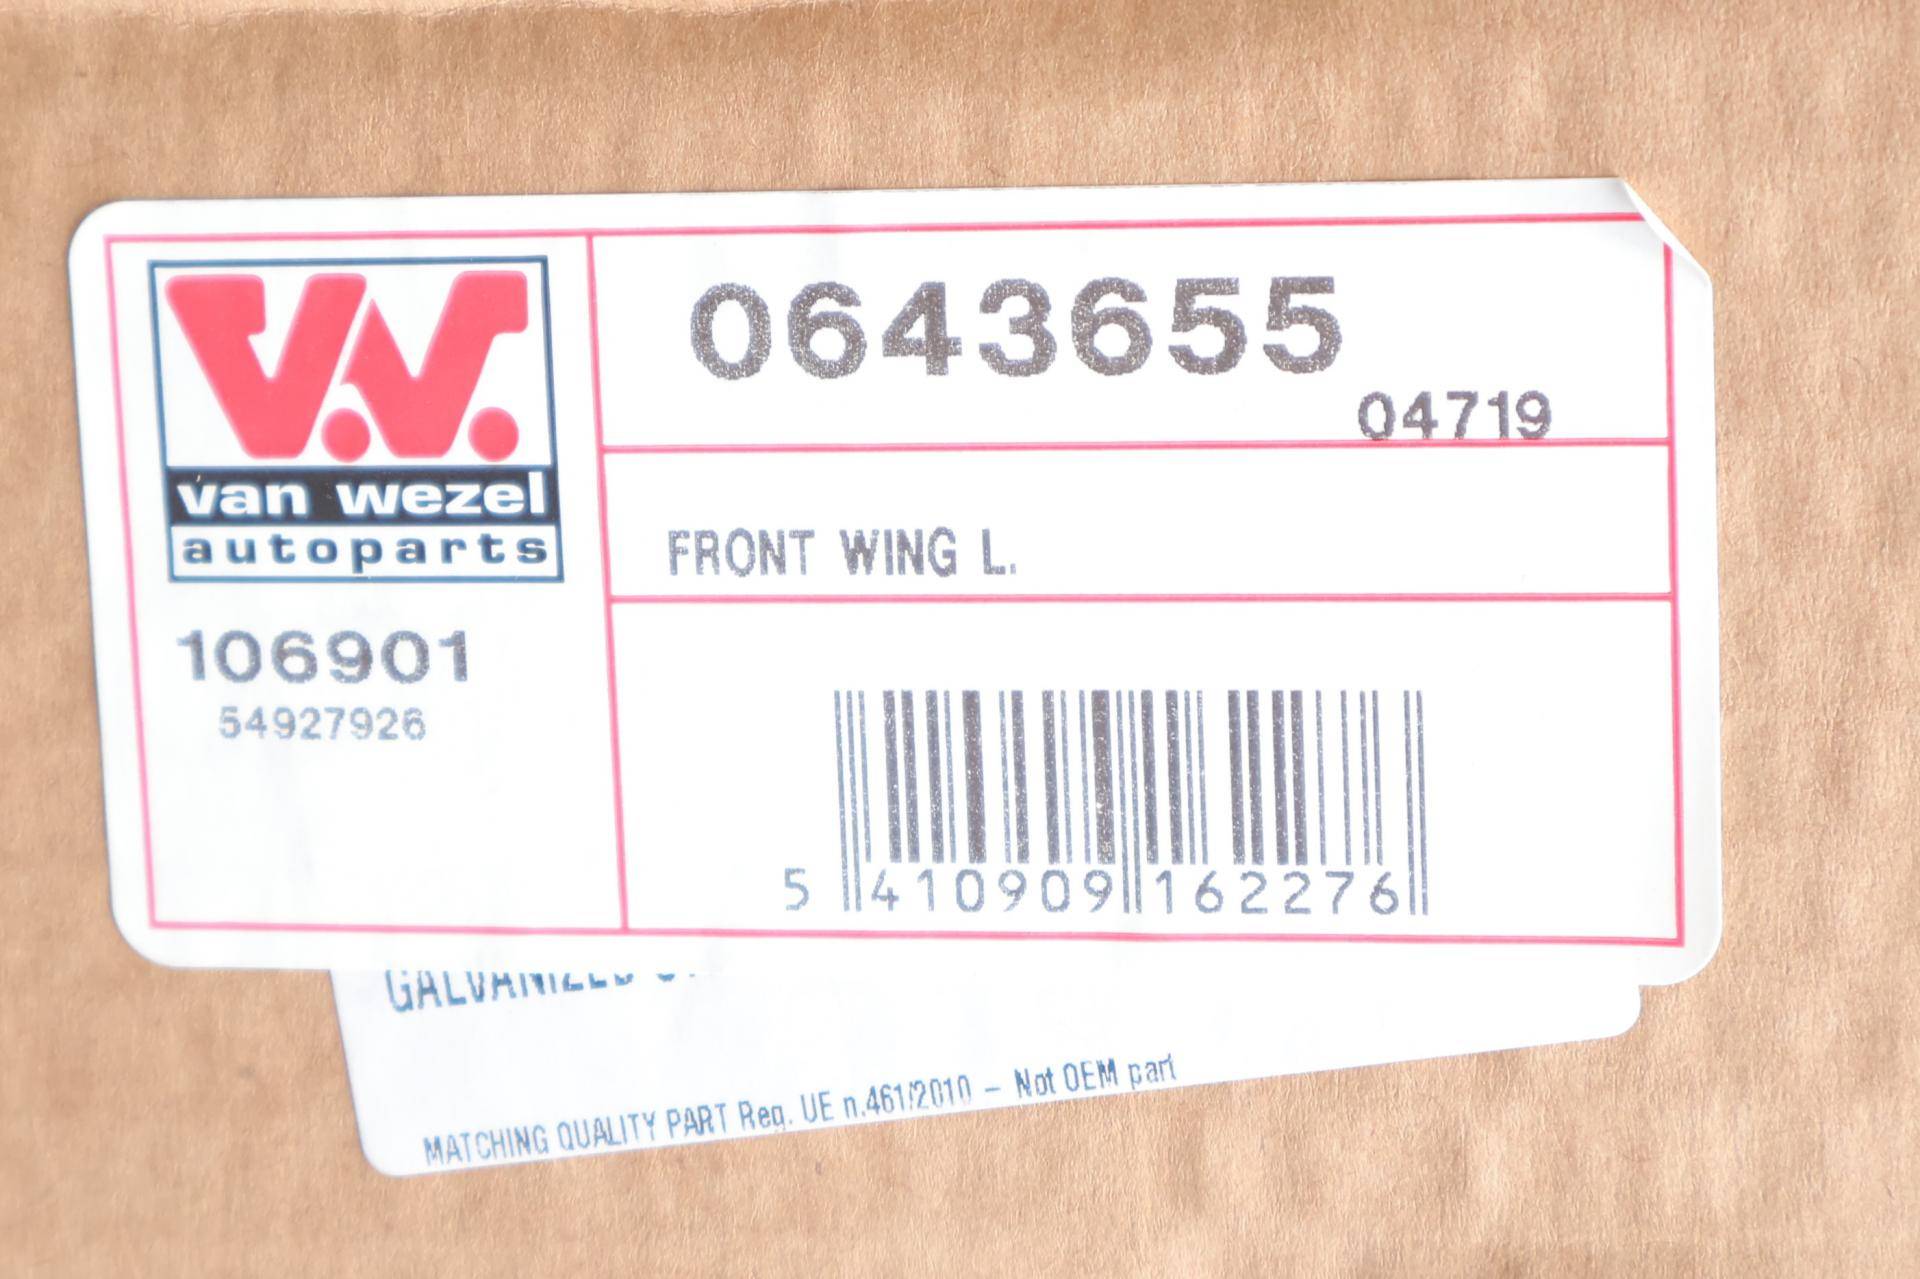 V.W.
van wezel
autoparts
106901
54927926
0643655
04719
FRONT WING L.
5 410909 162276
GALVANIZED
MATCHING QUALITY PART Reg. UE n.461/2010 – Not OEM part